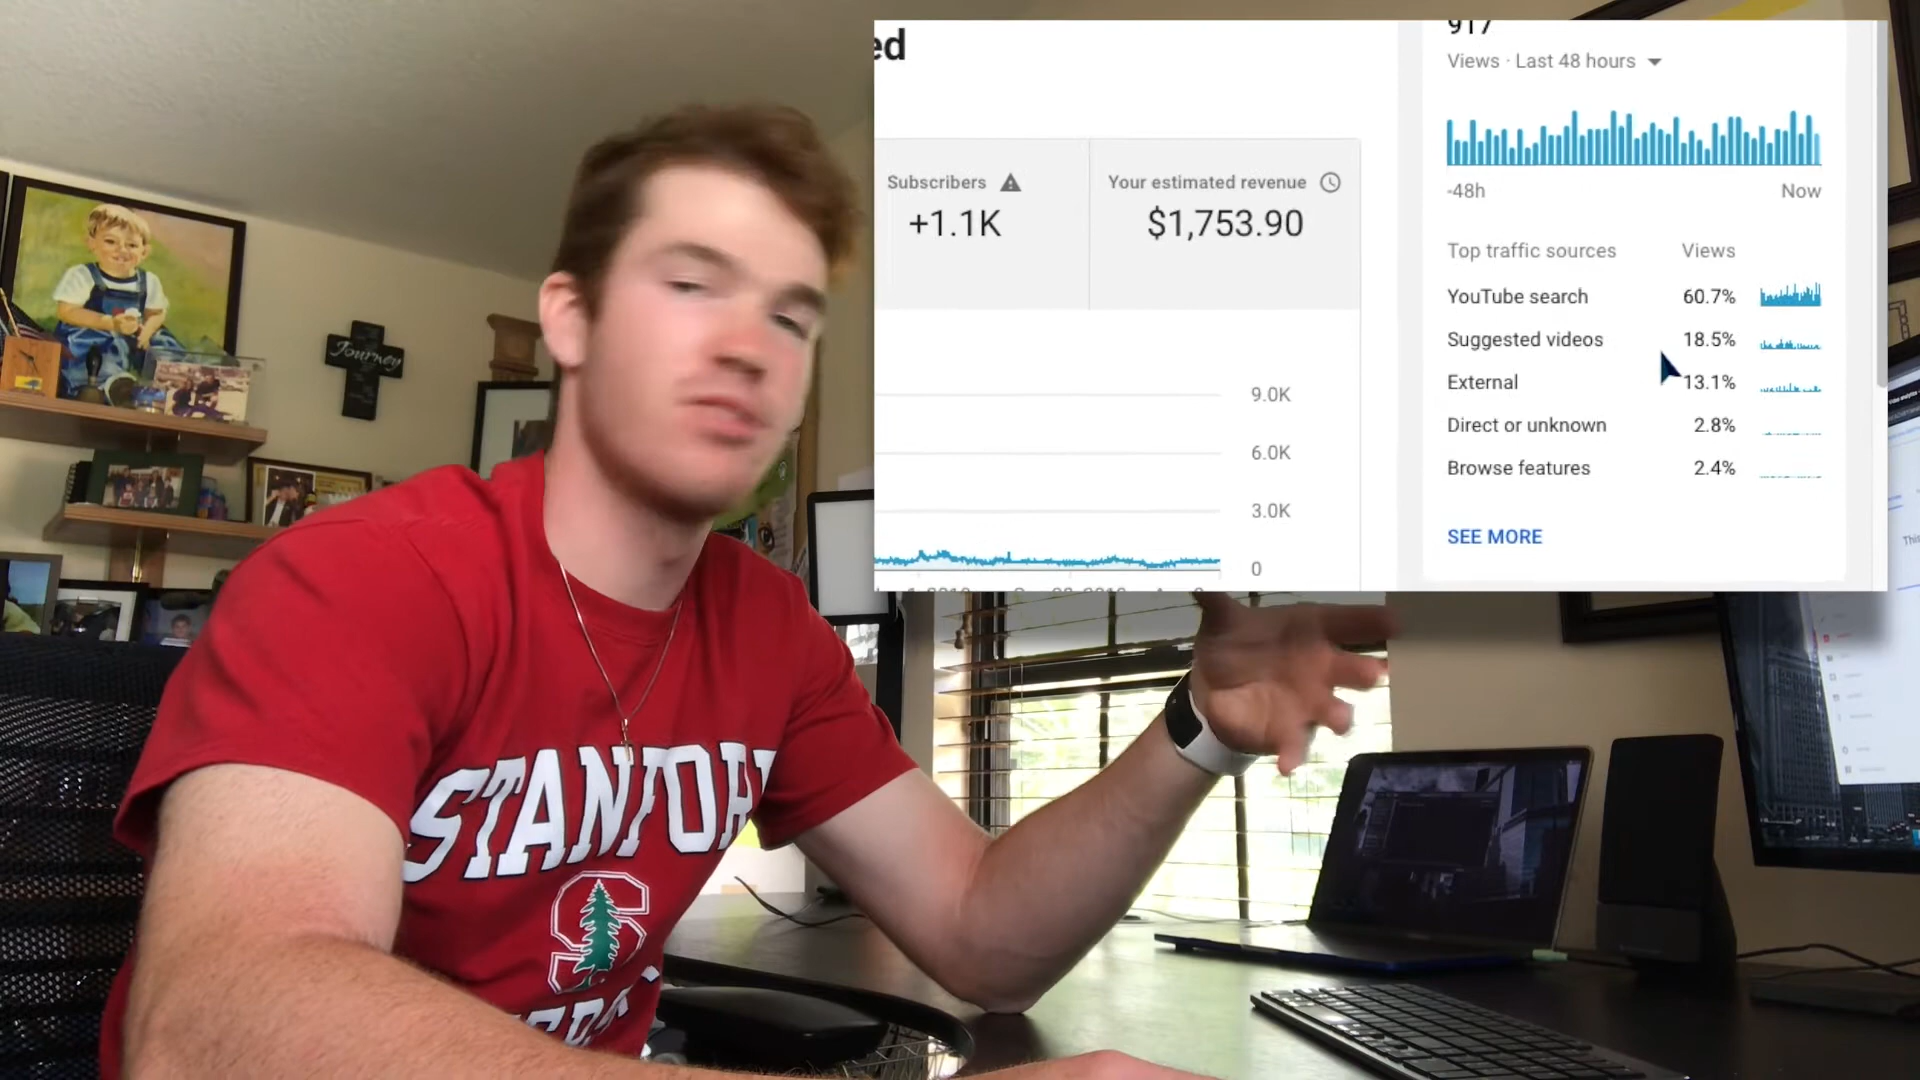 ed
Subscribers
+1.1K
Your estimated revenue
$1,753.90
9.0K
6.0K
3.0K
0
917
Views · Last 48 hours
-48h
Now
Top traffic sources
Views
YouTube search
60.7%
Suggested videos
18.5%
External
13.1%
Direct or unknown
2.8%
Browse features
2.4%
SEE MORE
Journey
STANFOR
S